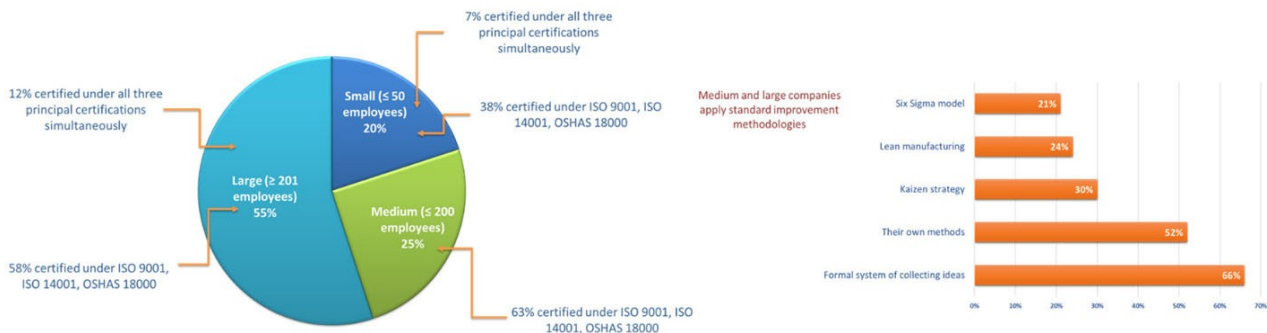 7% certified under all three
principal certifications
simultaneously
12% certified under all three
principal certifications
simultaneously
Small (≤ 50
employees)
20%
38% certified under ISO 9001, ISO
14001, OSHAS 18000
Large (≥ 201
employees)
55%
Medium (≤ 200
employees)
25%
58% certified under ISO 9001,
ISO 14001, OSHAS 18000
63% certified under ISO 9001, ISO
14001, OSHAS 18000
Medium and large companies
apply standard improvement
methodologies
Six Sigma model 21%
Lean manufacturing 24%
Kaizen strategy 30%
Their own methods 52%
Formal system of collecting ideas 66%
0% 10% 20% 30% 40% 50% 60% 70%